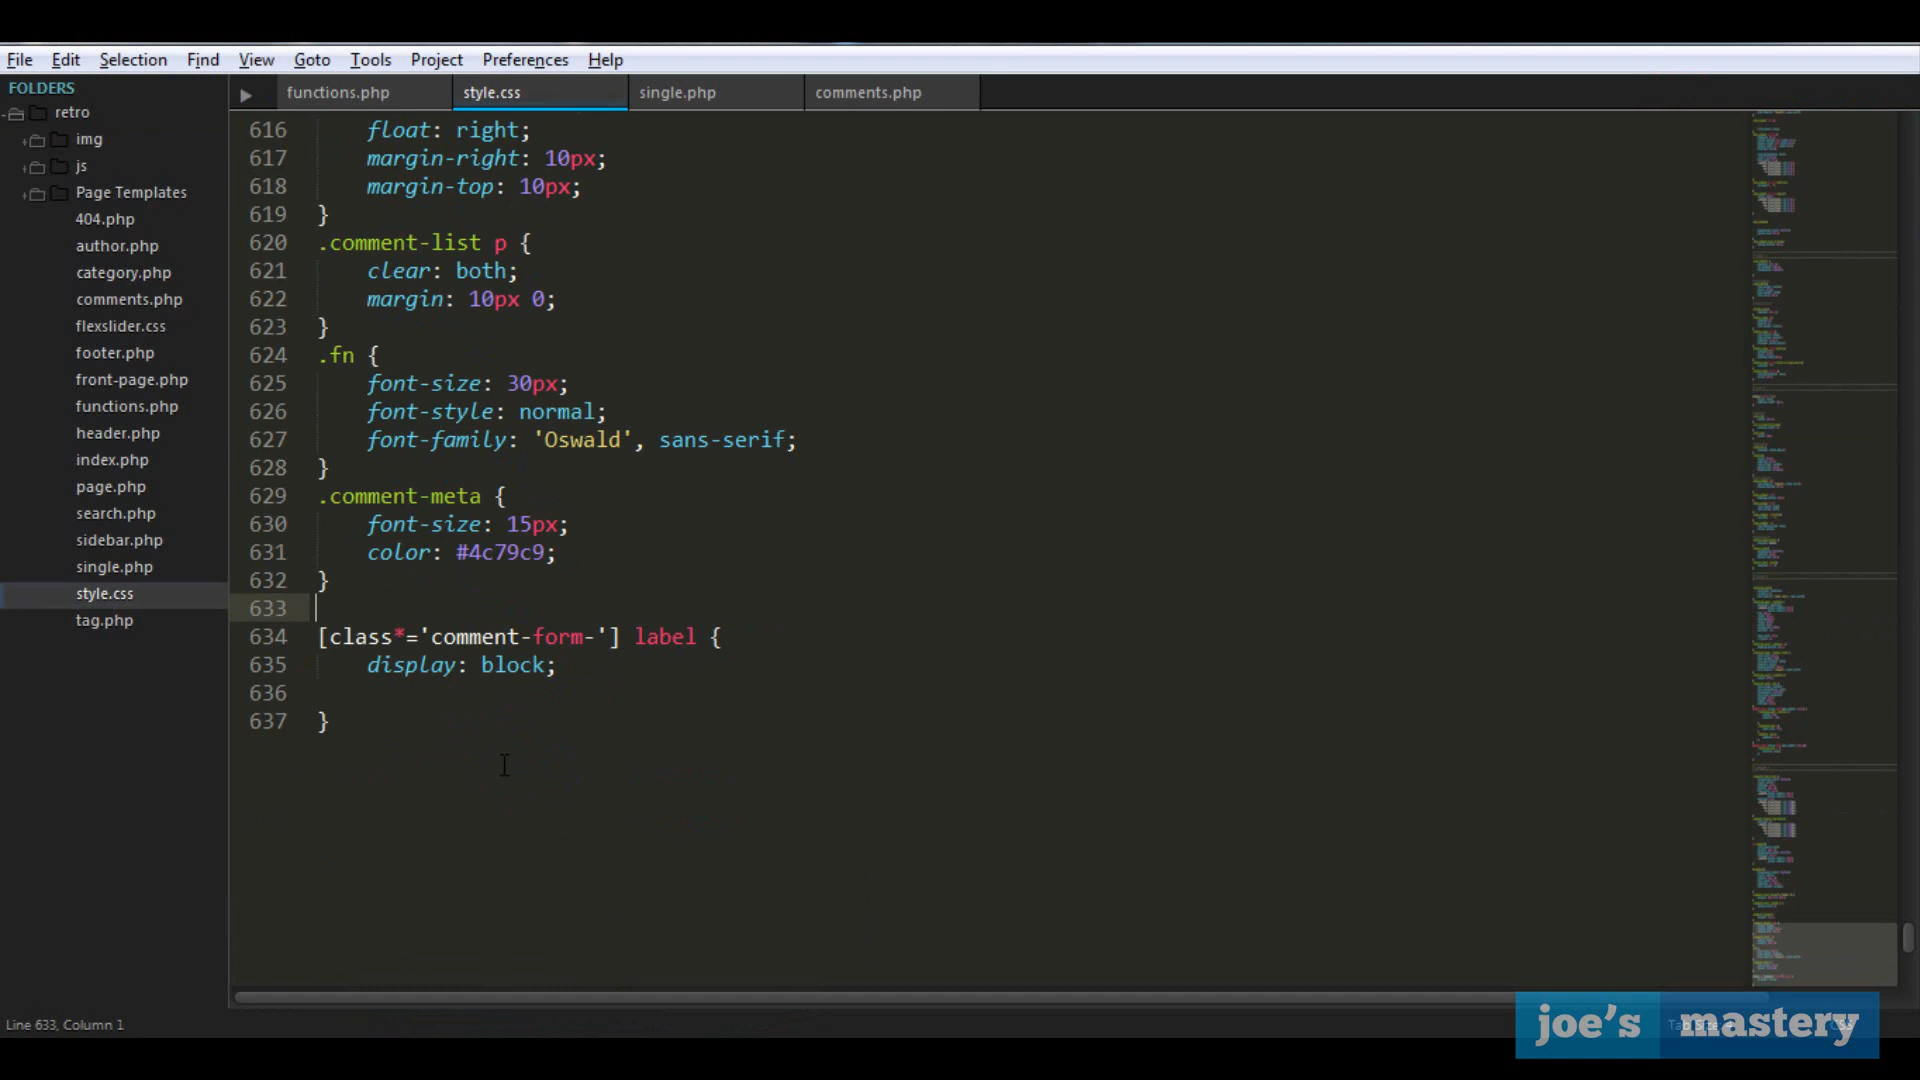 File Edit Selection Find View Goto Tools Project Preferences Help
FOLDERS
retro
img
js
Page Templates
404.php
author.php
category.php
comments.php
flexslider.css
footer.php
front-page.php
functions.php
header.php
index.php
page.php
search.php
sidebar.php
single.php
style.css
tag.php
functions.php style.css single.php comments.php
616 float: right;
617 margin-right: 10px;
618 margin-top: 10px;
619 }
620 .comment-list p {
621 clear: both;
622 margin: 10px 0;
623 }
624 .fn {
625 font-size: 30px;
626 font-style: normal;
627 font-family: 'Oswald', sans-serif;
628 }
629 .comment-meta {
630 font-size: 15px;
631 color: #4c79c9;
632 }
633
634 [class*='comment-form-'] label {
635 display: block;
636
637 }
Line 633, Column 1
Tab Size: 4 CSS
joe's mastery